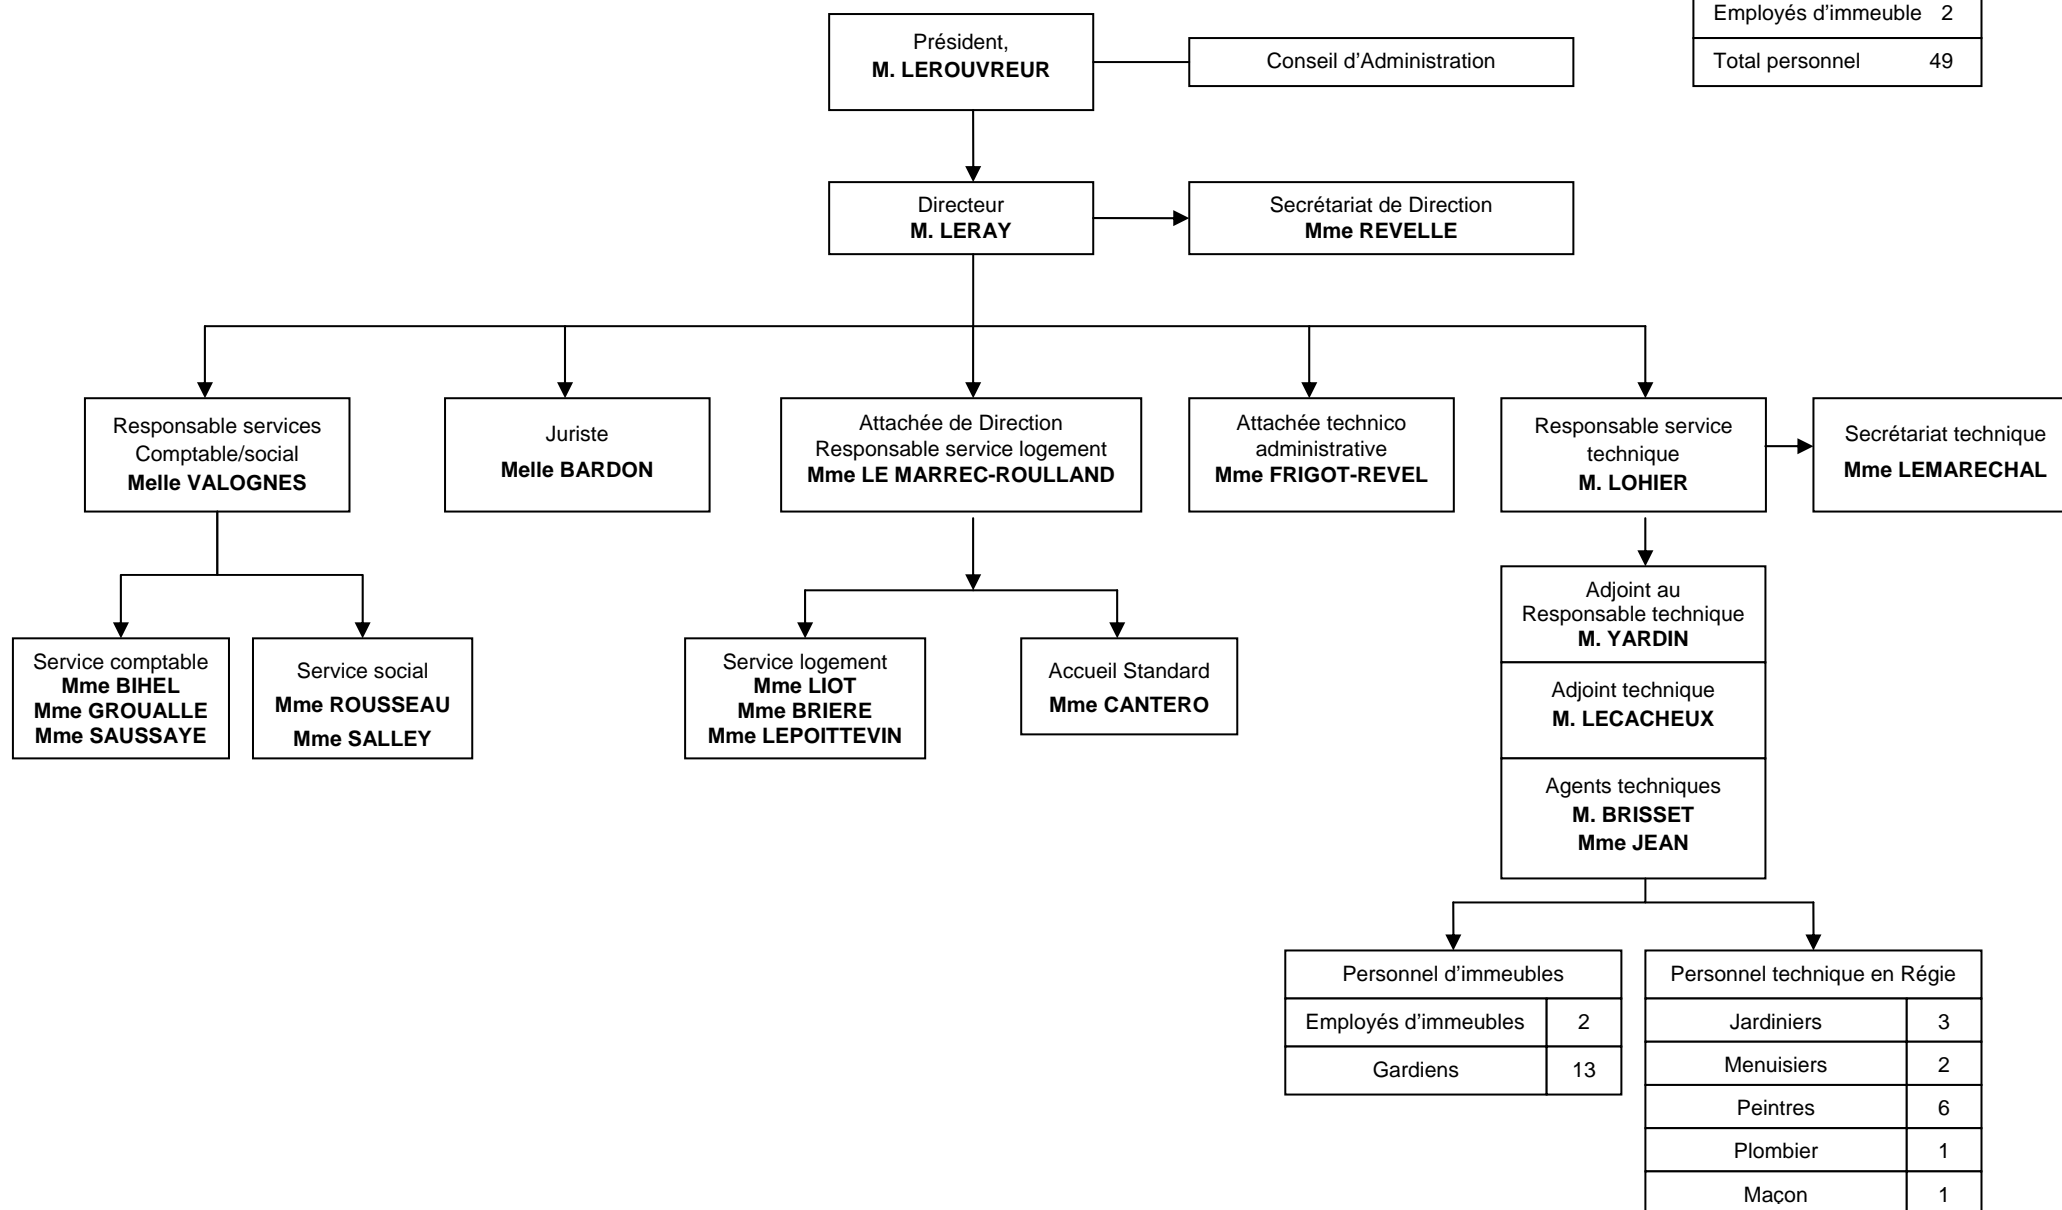 Employés d'immeuble 2
Total personnel 49
Président,
M. LEROUVREUR
Conseil d’Administration
Directeur
M. LERAY
Secrétariat de Direction
Mme REVELLE
Responsable services
Comptable/social
Melle VALOGNES
Juriste
Melle BARDON
Attachée de Direction
Responsable service logement
Mme LE MARREC-ROULLAND
Attachée technico
administrative
Mme FRIGOT-REVEL
Responsable service
technique
M. LOHIER
Secrétariat technique
Mme LEMARECHAL
Service comptable
Mme BIHEL
Mme GROUALLE
Mme SAUSSAYE
Service social
Mme ROUSSEAU
Mme SALLEY
Service logement
Mme LIOT
Mme BRIERE
Mme LEPOITTEVIN
Accueil Standard
Mme CANTERO
Adjoint au
Responsable technique
M. YARDIN
Adjoint technique
M. LECACHEUX
Agents techniques
M. BRISSET
Mme JEAN
Personnel d’immeubles
Employés d’immeubles 2
Gardiens 13
Personnel technique en Régie
Jardiniers 3
Menuisiers 2
Peintres 6
Plombier 1
Maçon 1